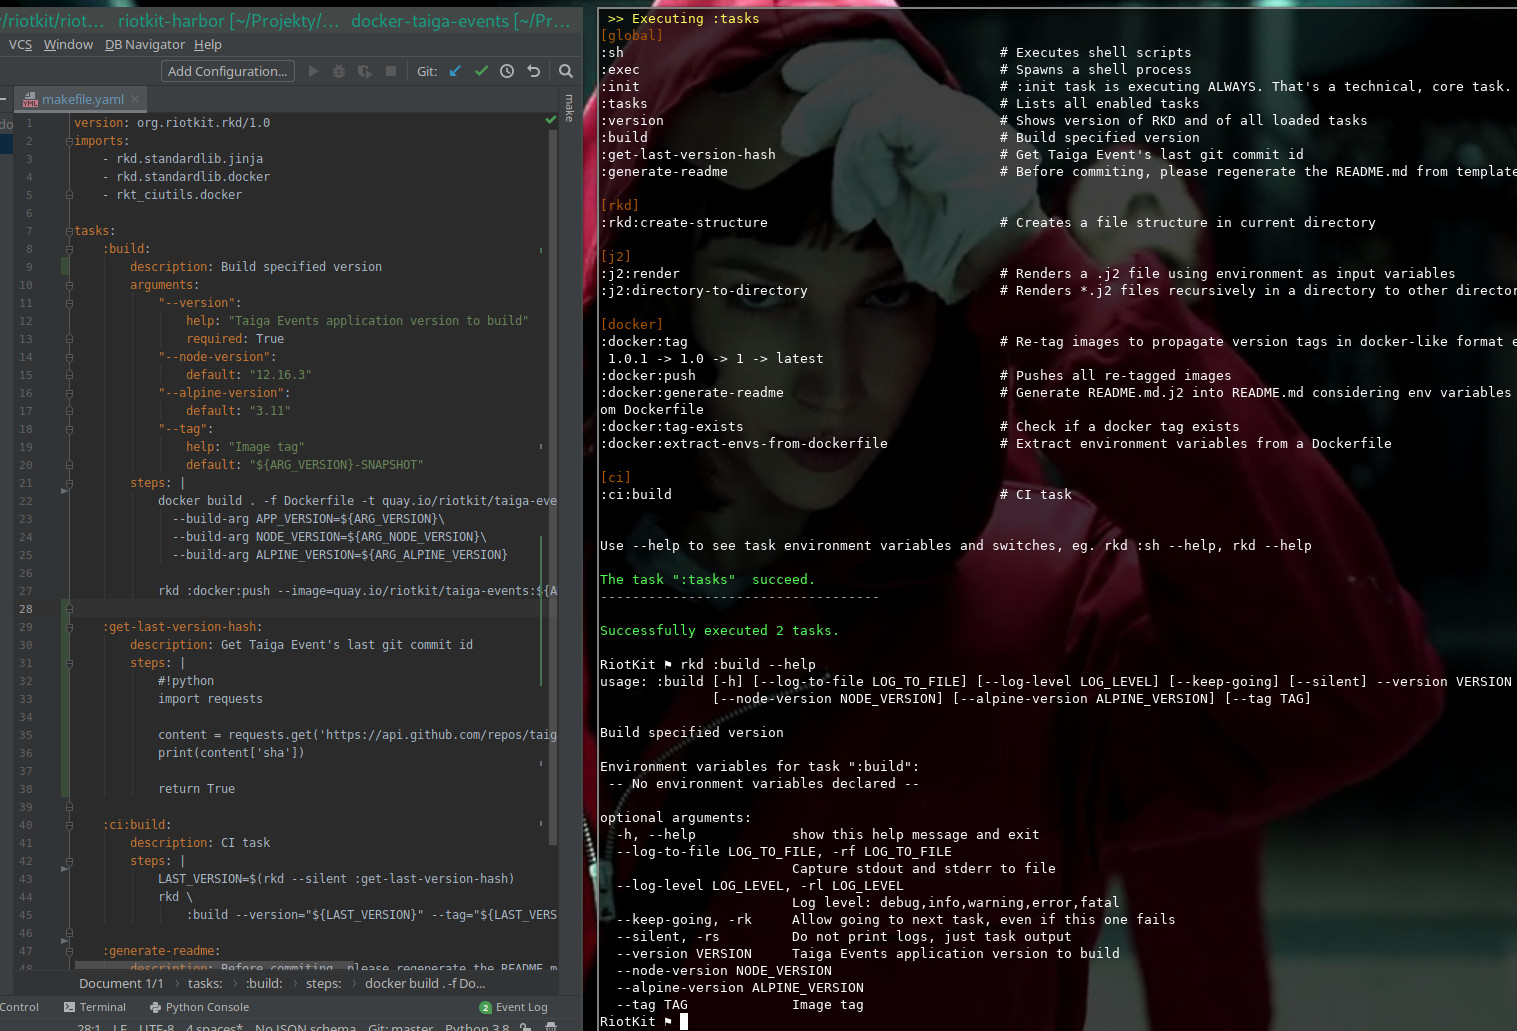 /riotkit/riot... riotkit-harbor [~/Projekty/... docker-taiga-events [~/Pr...
VCS Window DB Navigator Help
Add Configuration... Git:
makefile.yaml
make
do
1 version: org.riotkit.rkd/1.0
2 imports:
3 - rkd.standardlib.jinja
4 - rkd.standardlib.docker
5 - rkt_ciutils.docker
6
7 tasks:
8 :build:
9 description: Build specified version
10 arguments:
11 "--version":
12 help: "Taiga Events application version to build"
13 required: True
14 "--node-version":
15 default: "12.16.3"
16 "--alpine-version":
17 default: "3.11"
18 "--tag":
19 help: "Image tag"
20 default: "${ARG_VERSION}-SNAPSHOT"
21 steps: |
22 docker build . -f Dockerfile -t quay.io/riotkit/taiga-eve
23 --build-arg APP_VERSION=${ARG_VERSION}\
24 --build-arg NODE_VERSION=${ARG_NODE_VERSION}\
25 --build-arg ALPINE_VERSION=${ARG_ALPINE_VERSION}
26
27 rkd :docker:push --image=quay.io/riotkit/taiga-events:${A
28
29 :get-last-version-hash:
30 description: Get Taiga Event's last git commit id
31 steps: |
32 #!python
33 import requests
34
35 content = requests.get('https://api.github.com/repos/taig
36 print(content['sha'])
37
38 return True
39
40 :ci:build:
41 description: CI task
42 steps: |
43 LAST_VERSION=$(rkd --silent :get-last-version-hash)
44 rkd \
45 :build --version="${LAST_VERSION}" --tag="${LAST_VERS
46
47 :generate-readme:
48 description: Before commiting, please regenerate the README.m
Document 1/1 › tasks: › :build: › steps: › docker build . -f Do...
Control Terminal Python Console 2 Event Log
28:1 LF UTF-8 4 spaces* No JSON schema Git: master Python 3.8
>> Executing :tasks
[global]
:sh # Executes shell scripts
:exec # Spawns a shell process
:init # :init task is executing ALWAYS. That's a technical, core task.
:tasks # Lists all enabled tasks
:version # Shows version of RKD and of all loaded tasks
:build # Build specified version
:get-last-version-hash # Get Taiga Event's last git commit id
:generate-readme # Before commiting, please regenerate the README.md from template
[rkd]
:rkd:create-structure # Creates a file structure in current directory
[j2]
:j2:render # Renders a .j2 file using environment as input variables
:j2:directory-to-directory # Renders *.j2 files recursively in a directory to other director
[docker]
:docker:tag # Re-tag images to propagate version tags in docker-like format e
1.0.1 -> 1.0 -> 1 -> latest
:docker:push # Pushes all re-tagged images
:docker:generate-readme # Generate README.md.j2 into README.md considering env variables
om Dockerfile
:docker:tag-exists # Check if a docker tag exists
:docker:extract-envs-from-dockerfile # Extract environment variables from a Dockerfile
[ci]
:ci:build # CI task
Use --help to see task environment variables and switches, eg. rkd :sh --help, rkd --help
The task ":tasks" succeed.
-----------------------------------
Successfully executed 2 tasks.
RiotKit ⚑ rkd :build --help
usage: :build [-h] [--log-to-file LOG_TO_FILE] [--log-level LOG_LEVEL] [--keep-going] [--silent] --version VERSION
[--node-version NODE_VERSION] [--alpine-version ALPINE_VERSION] [--tag TAG]
Build specified version
Environment variables for task ":build":
-- No environment variables declared --
optional arguments:
-h, --help show this help message and exit
--log-to-file LOG_TO_FILE, -rf LOG_TO_FILE
Capture stdout and stderr to file
--log-level LOG_LEVEL, -rl LOG_LEVEL
Log level: debug,info,warning,error,fatal
--keep-going, -rk Allow going to next task, even if this one fails
--silent, -rs Do not print logs, just task output
--version VERSION Taiga Events application version to build
--node-version NODE_VERSION
--alpine-version ALPINE_VERSION
--tag TAG Image tag
RiotKit ⚑